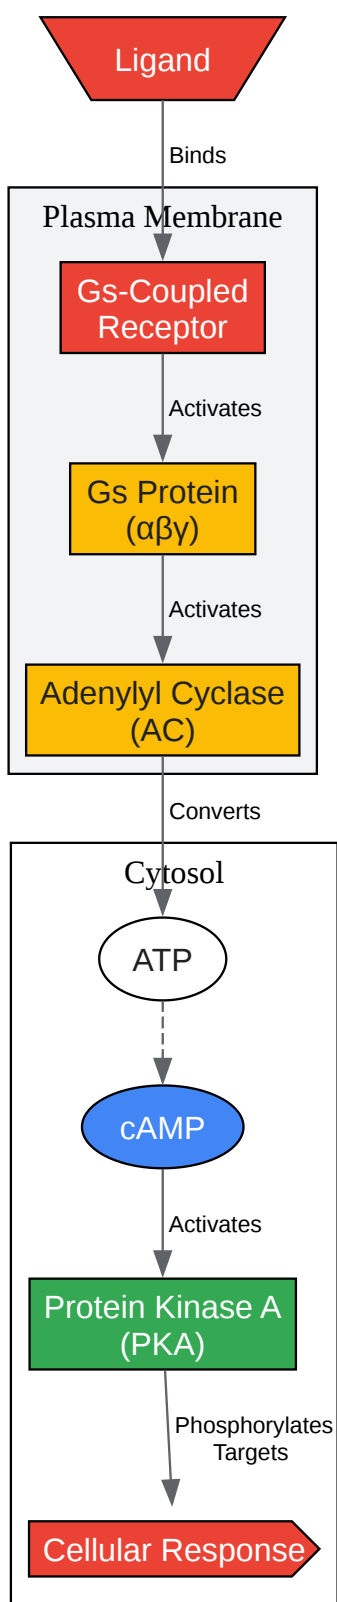 Ligand
Binds
Plasma Membrane
Gs-Coupled
Receptor
Activates
Gs Protein
(αβγ)
Activates
Adenylyl Cyclase
(AC)
Converts
Cytosol
ATP
cAMP
Activates
Protein Kinase A
(PKA)
Phosphorylates
Targets
Cellular Response